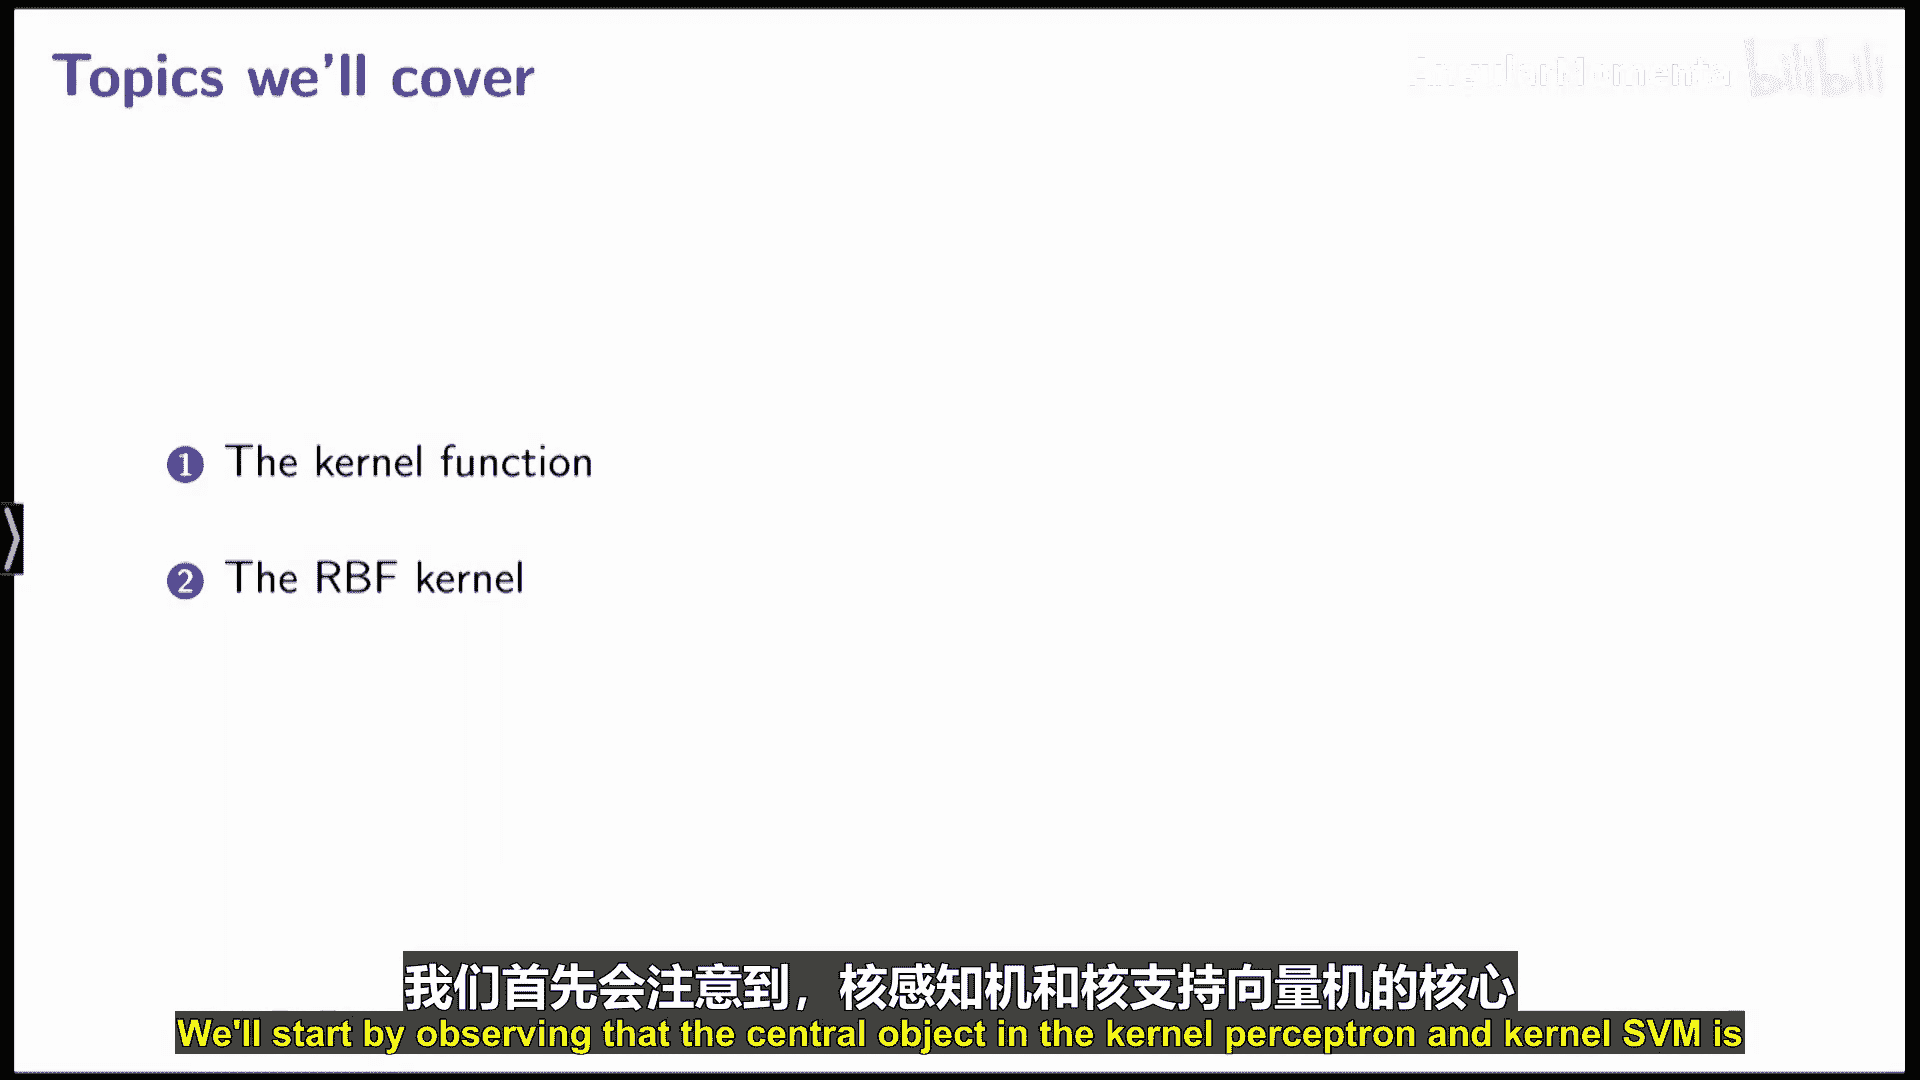 Topics we'll cover
AngularMomenta bilibili
1 The kernel function
2 The RBF kernel
我们首先会注意到，核感知机和核支持向量机的核心
We'll start by observing that the central object in the kernel perceptron and kernel SVM is